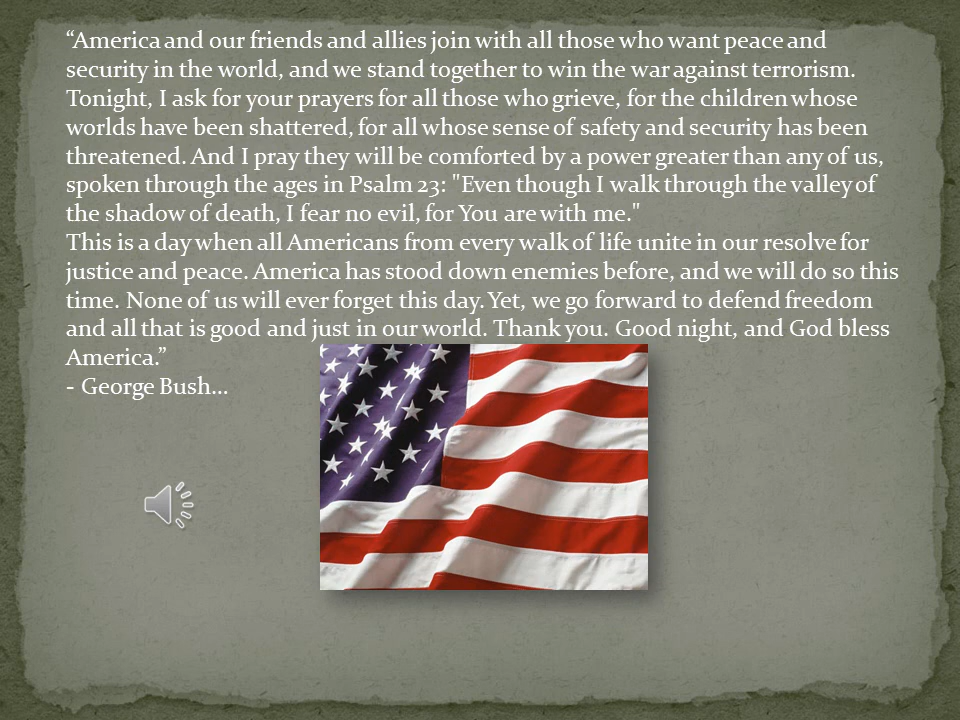 “America and our friends and allies join with all those who want peace and
security in the world, and we stand together to win the war against terrorism.
Tonight, I ask for your prayers for all those who grieve, for the children whose
worlds have been shattered, for all whose sense of safety and security has been
threatened. And I pray they will be comforted by a power greater than any of us,
spoken through the ages in Psalm 23: "Even though I walk through the valley of
the shadow of death, I fear no evil, for You are with me."
This is a day when all Americans from every walk of life unite in our resolve for
justice and peace. America has stood down enemies before, and we will do so this
time. None of us will ever forget this day. Yet, we go forward to defend freedom
and all that is good and just in our world. Thank you. Good night, and God bless
America.”
- George Bush…